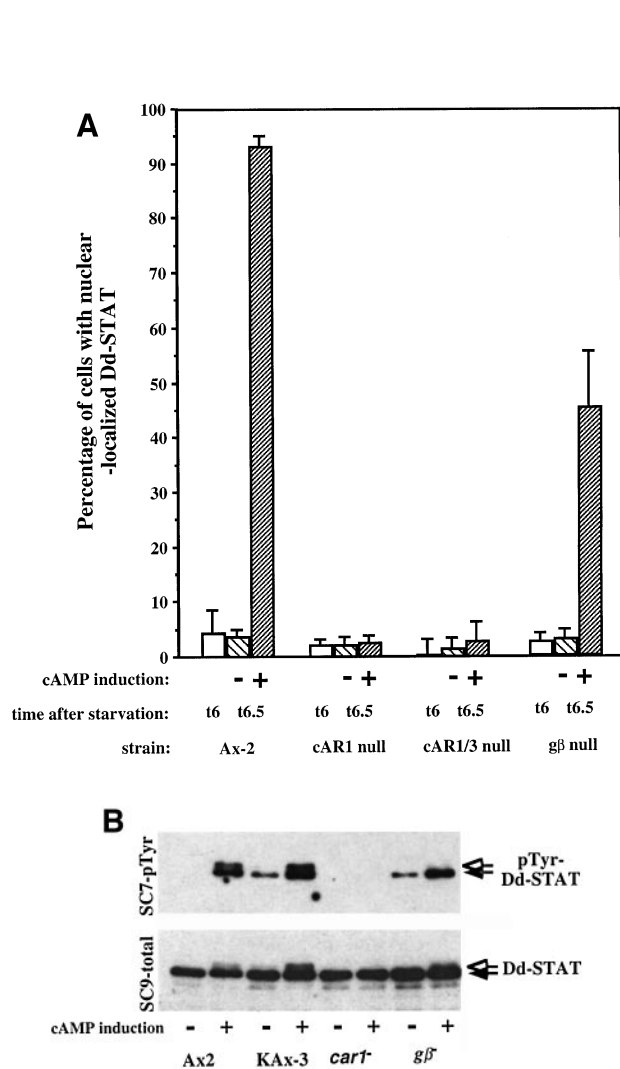 A
Percentage of cells with nuclear
-localized Dd-STAT
100
90
80
70
60
50
40
30
20
10
0
cAMP induction: - + - + - + - +
time after starvation: t6 t6.5 t6 t6.5 t6 t6.5 t6 t6.5
strain: Ax-2 cAR1 null cAR1/3 null gβ null
B
SC7-pTyr
pTyr-
Dd-STAT
SC9-total
Dd-STAT
cAMP induction - + - + - + - +
Ax2 KAx-3 car1- gβ-